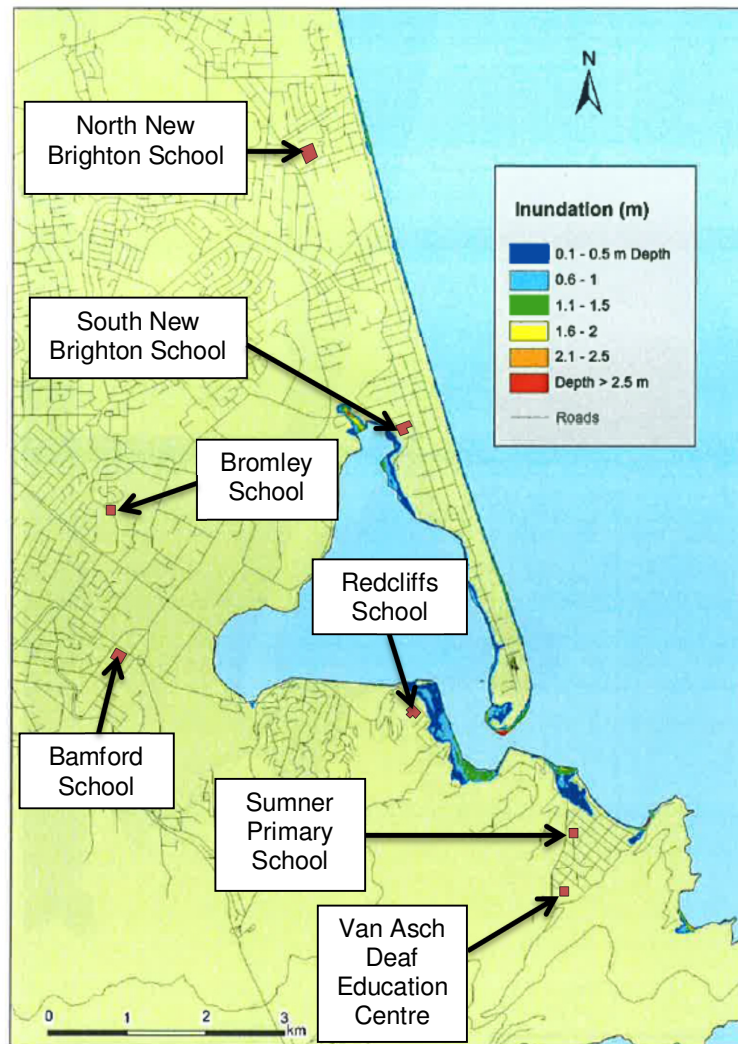 North New
Brighton School
N
Inundation (m)
0.1 - 0.5 m Depth
0.6 - 1
1.1 - 1.5
1.6 - 2
2.1 - 2.5
Depth > 2.5 m
Roads
South New
Brighton School
Bromley
School
Redcliffs
School
Bamford
School
Sumner
Primary
School
Van Asch
Deaf
Education
Centre
0 1 2 3
km